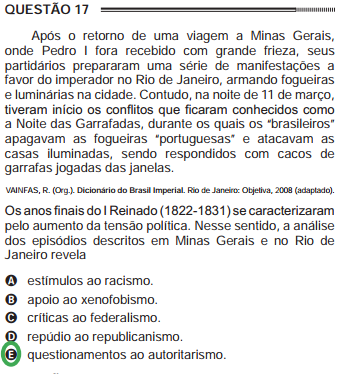 QUESTÃO 17
Após o retorno de uma viagem a Minas Gerais,
onde Pedro I fora recebido com grande frieza, seus
partidários prepararam uma série de manifestações a
favor do imperador no Rio de Janeiro, armando fogueiras
e luminárias na cidade. Contudo, na noite de 11 de março,
tiveram início os conflitos que ficaram conhecidos como
a Noite das Garrafadas, durante os quais os “brasileiros”
apagavam as fogueiras “portuguesas” e atacavam as
casas iluminadas, sendo respondidos com cacos de
garrafas jogadas das janelas.
VAINFAS, R. (Org.). Dicionário do Brasil Imperial. Rio de Janeiro: Objetiva, 2008 (adaptado).
Os anos finais do I Reinado (1822-1831) se caracterizaram
pelo aumento da tensão política. Nesse sentido, a análise
dos episódios descritos em Minas Gerais e no Rio de
Janeiro revela
A estímulos ao racismo.
B apoio ao xenofobismo.
C críticas ao federalismo.
D repúdio ao republicanismo.
E questionamentos ao autoritarismo.